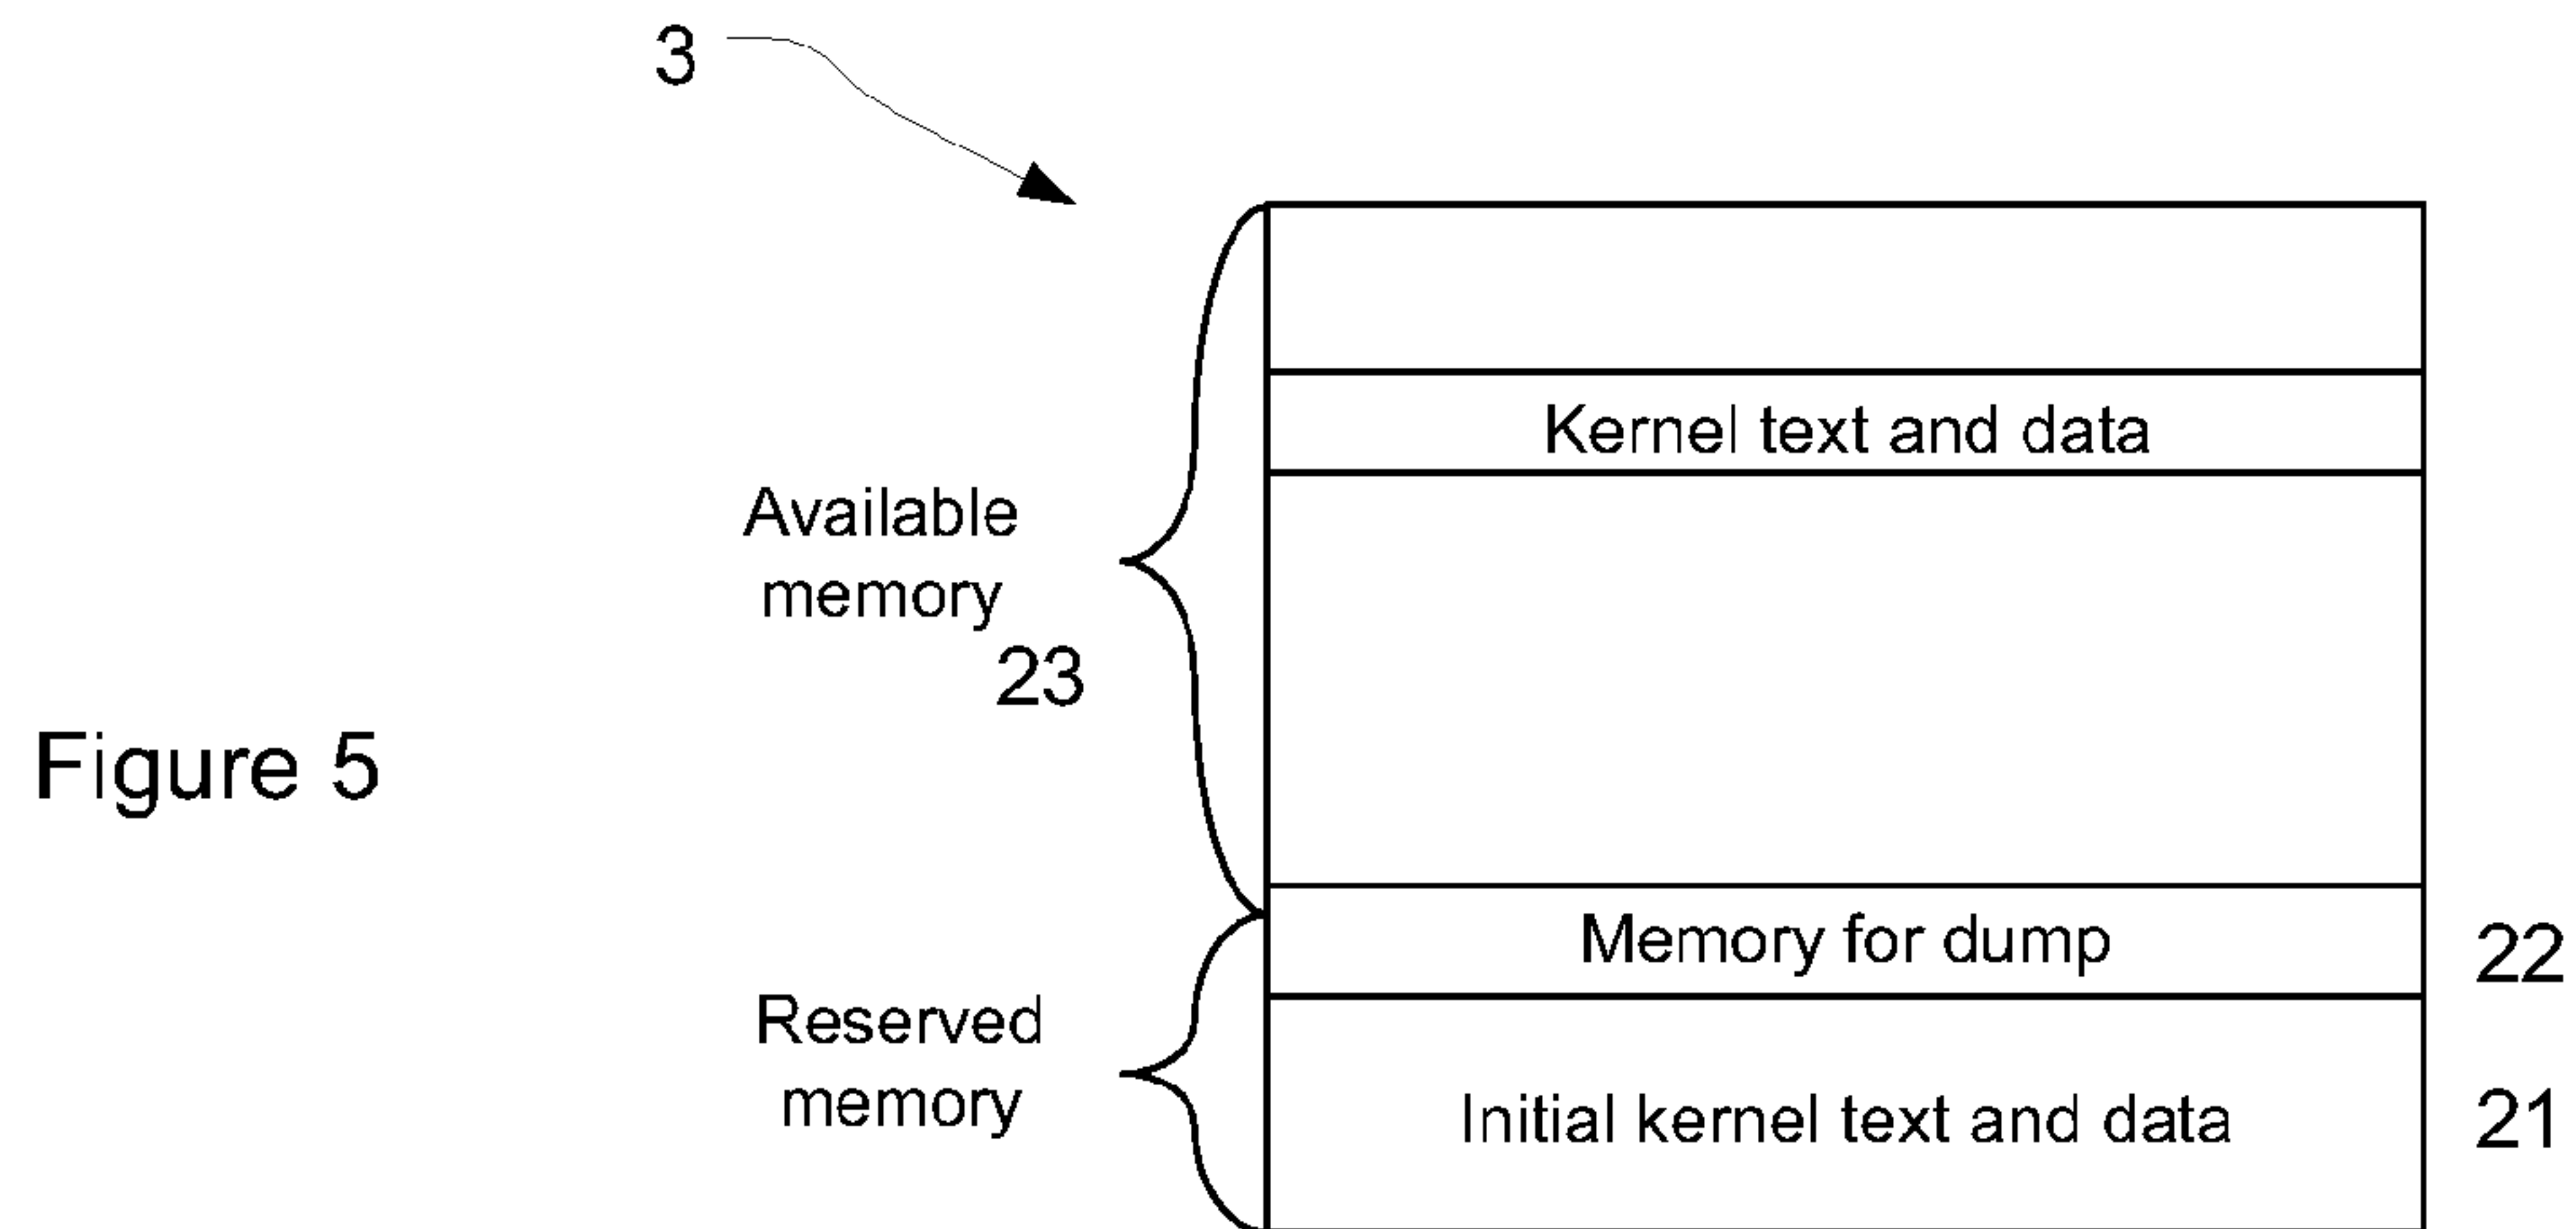 3
Kernel text and data
Available
memory
23
Figure 5
Memory for dump
22
Reserved
memory
Initial kernel text and data
21